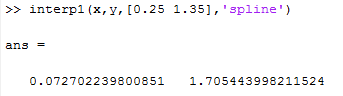 >> interp1(x,y,[0.25 1.35],'spline')
ans =
0.072702239800851 1.705443998211524